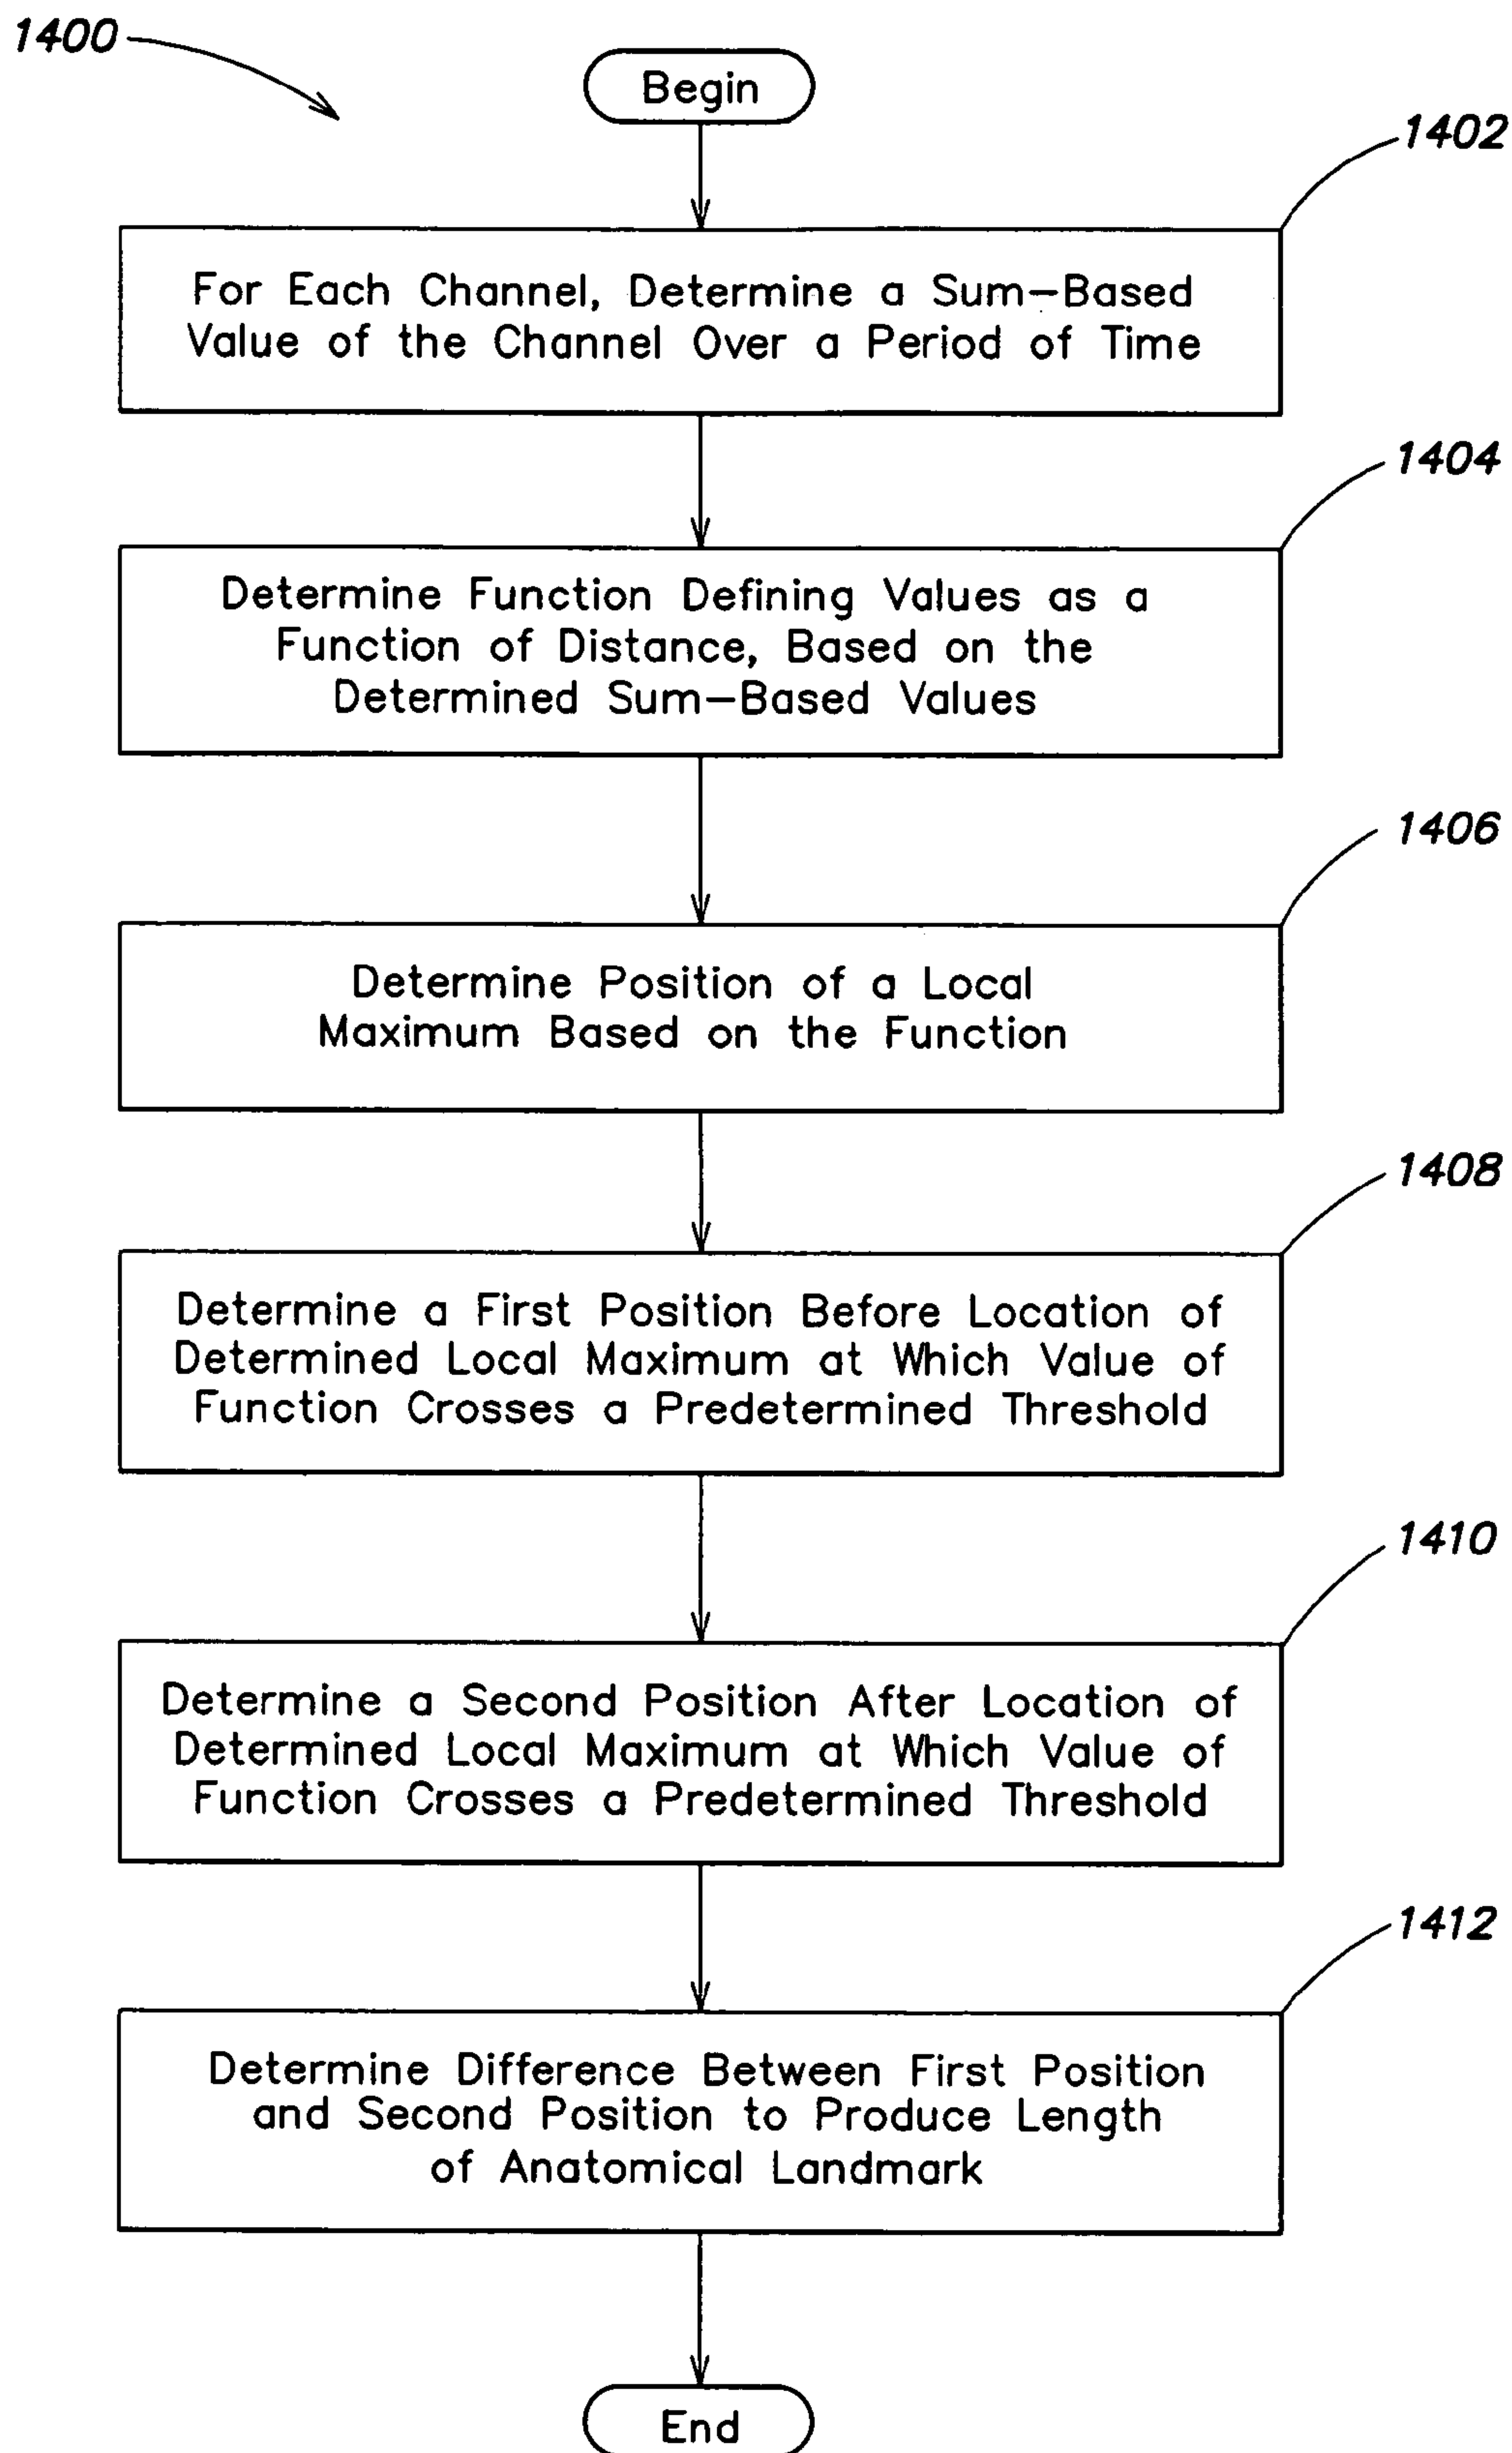 1400
Begin
1402
For Each Channel, Determine a Sum-Based
Value of the Channel Over a Period of Time
1404
Determine Function Defining Values as a
Function of Distance, Based on the
Determined Sum-Based Values
1406
Determine Position of a Local
Maximum Based on the Function
1408
Determine a First Position Before Location of
Determined Local Maximum at Which Value of
Function Crosses a Predetermined Threshold
1410
Determine a Second Position After Location of
Determined Local Maximum at Which Value of
Function Crosses a Predetermined Threshold
1412
Determine Difference Between First Position
and Second Position to Produce Length
of Anatomical Landmark
End